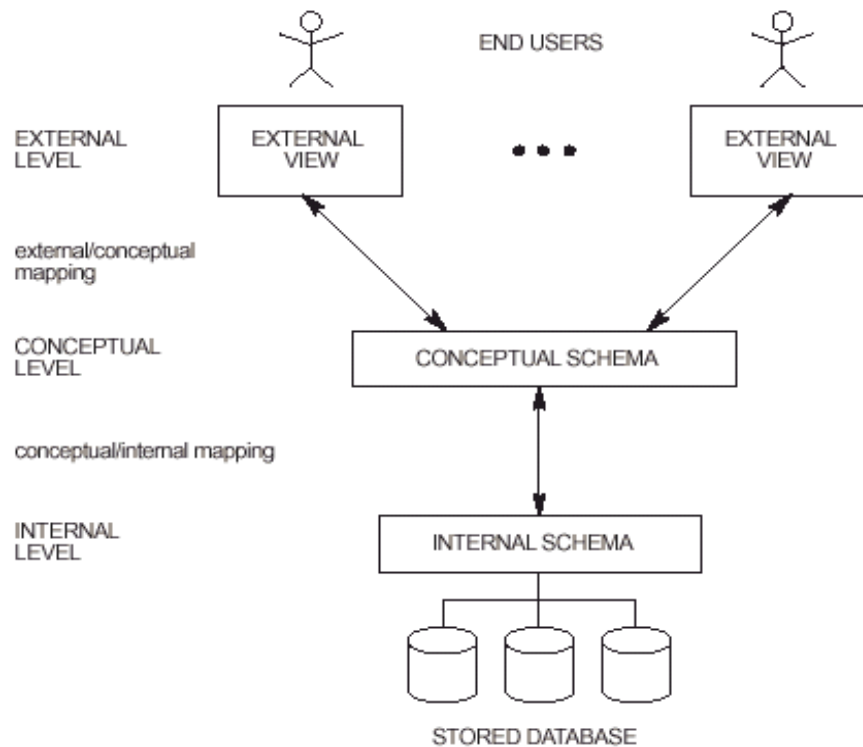 END USERS
EXTERNAL
LEVEL
EXTERNAL
VIEW
EXTERNAL
VIEW
external/conceptual
mapping
CONCEPTUAL
LEVEL
CONCEPTUAL SCHEMA
conceptual/internal mapping
INTERNAL
LEVEL
INTERNAL SCHEMA
STORED DATABASE